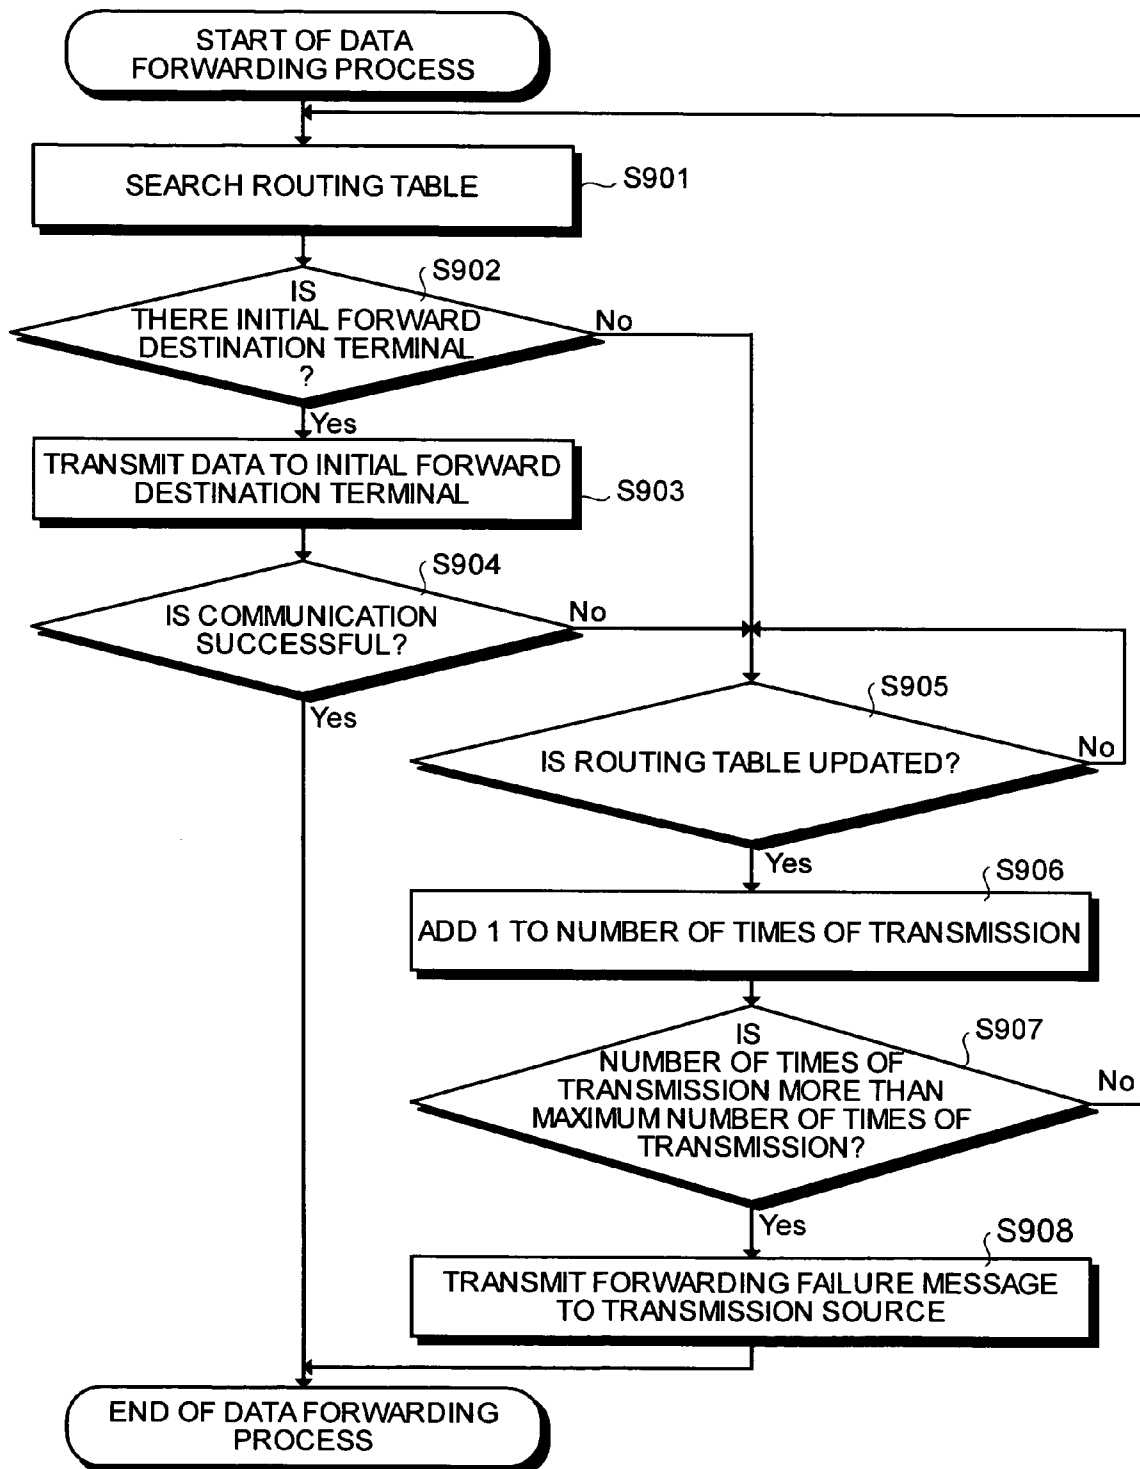 START OF DATA
FORWARDING PROCESS
SEARCH ROUTING TABLE
S901
S902
IS
THERE INITIAL FORWARD
DESTINATION TERMINAL
?
No
Yes
TRANSMIT DATA TO INITIAL FORWARD
DESTINATION TERMINAL
S903
S904
IS COMMUNICATION
SUCCESSFUL?
No
Yes
S905
IS ROUTING TABLE UPDATED?
No
Yes
S906
ADD 1 TO NUMBER OF TIMES OF TRANSMISSION
S907
IS
NUMBER OF TIMES OF
TRANSMISSION MORE THAN
MAXIMUM NUMBER OF TIMES OF
TRANSMISSION?
No
Yes
S908
TRANSMIT FORWARDING FAILURE MESSAGE
TO TRANSMISSION SOURCE
END OF DATA FORWARDING
PROCESS